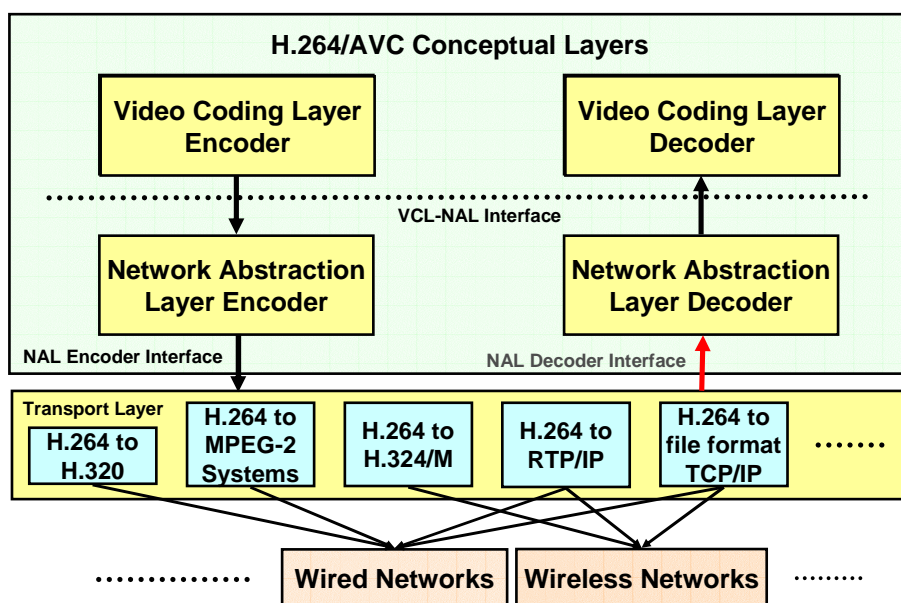 H.264/AVC Conceptual Layers
Video Coding Layer
Encoder
Video Coding Layer
Decoder
VCL-NAL Interface
Network Abstraction
Layer Encoder
Network Abstraction
Layer Decoder
NAL Encoder Interface
NAL Decoder Interface
Transport Layer
H.264 to
H.320
H.264 to
MPEG-2
Systems
H.264 to
H.324/M
H.264 to
RTP/IP
H.264 to
file format
TCP/IP
Wired Networks
Wireless Networks